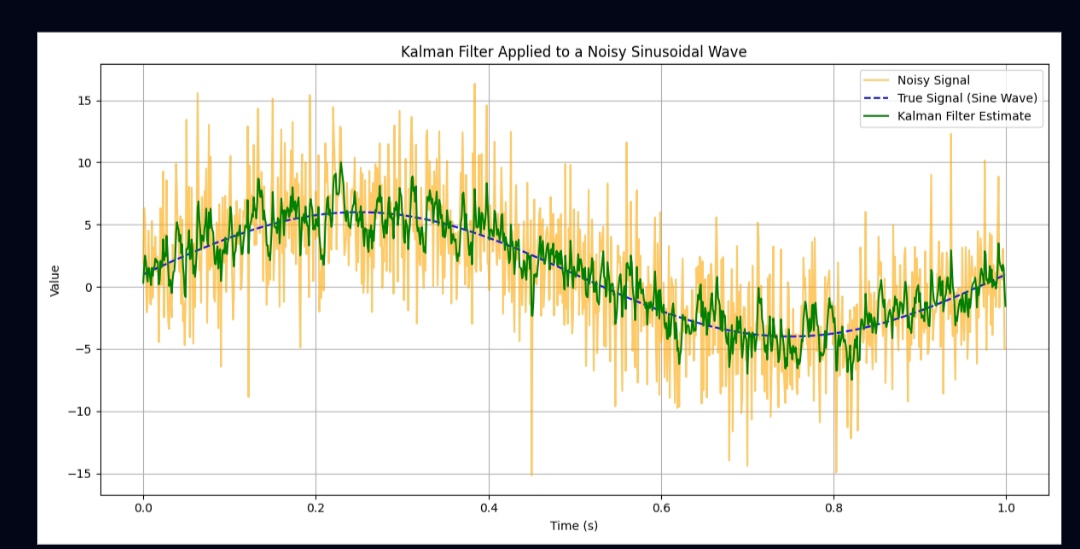 Kalman Filter Applied to a Noisy Sinusoidal Wave
Noisy Signal
True Signal (Sine Wave)
Kalman Filter Estimate
Value
15
10
5
0
−5
−10
−15
0.0 0.2 0.4 0.6 0.8 1.0
Time (s)